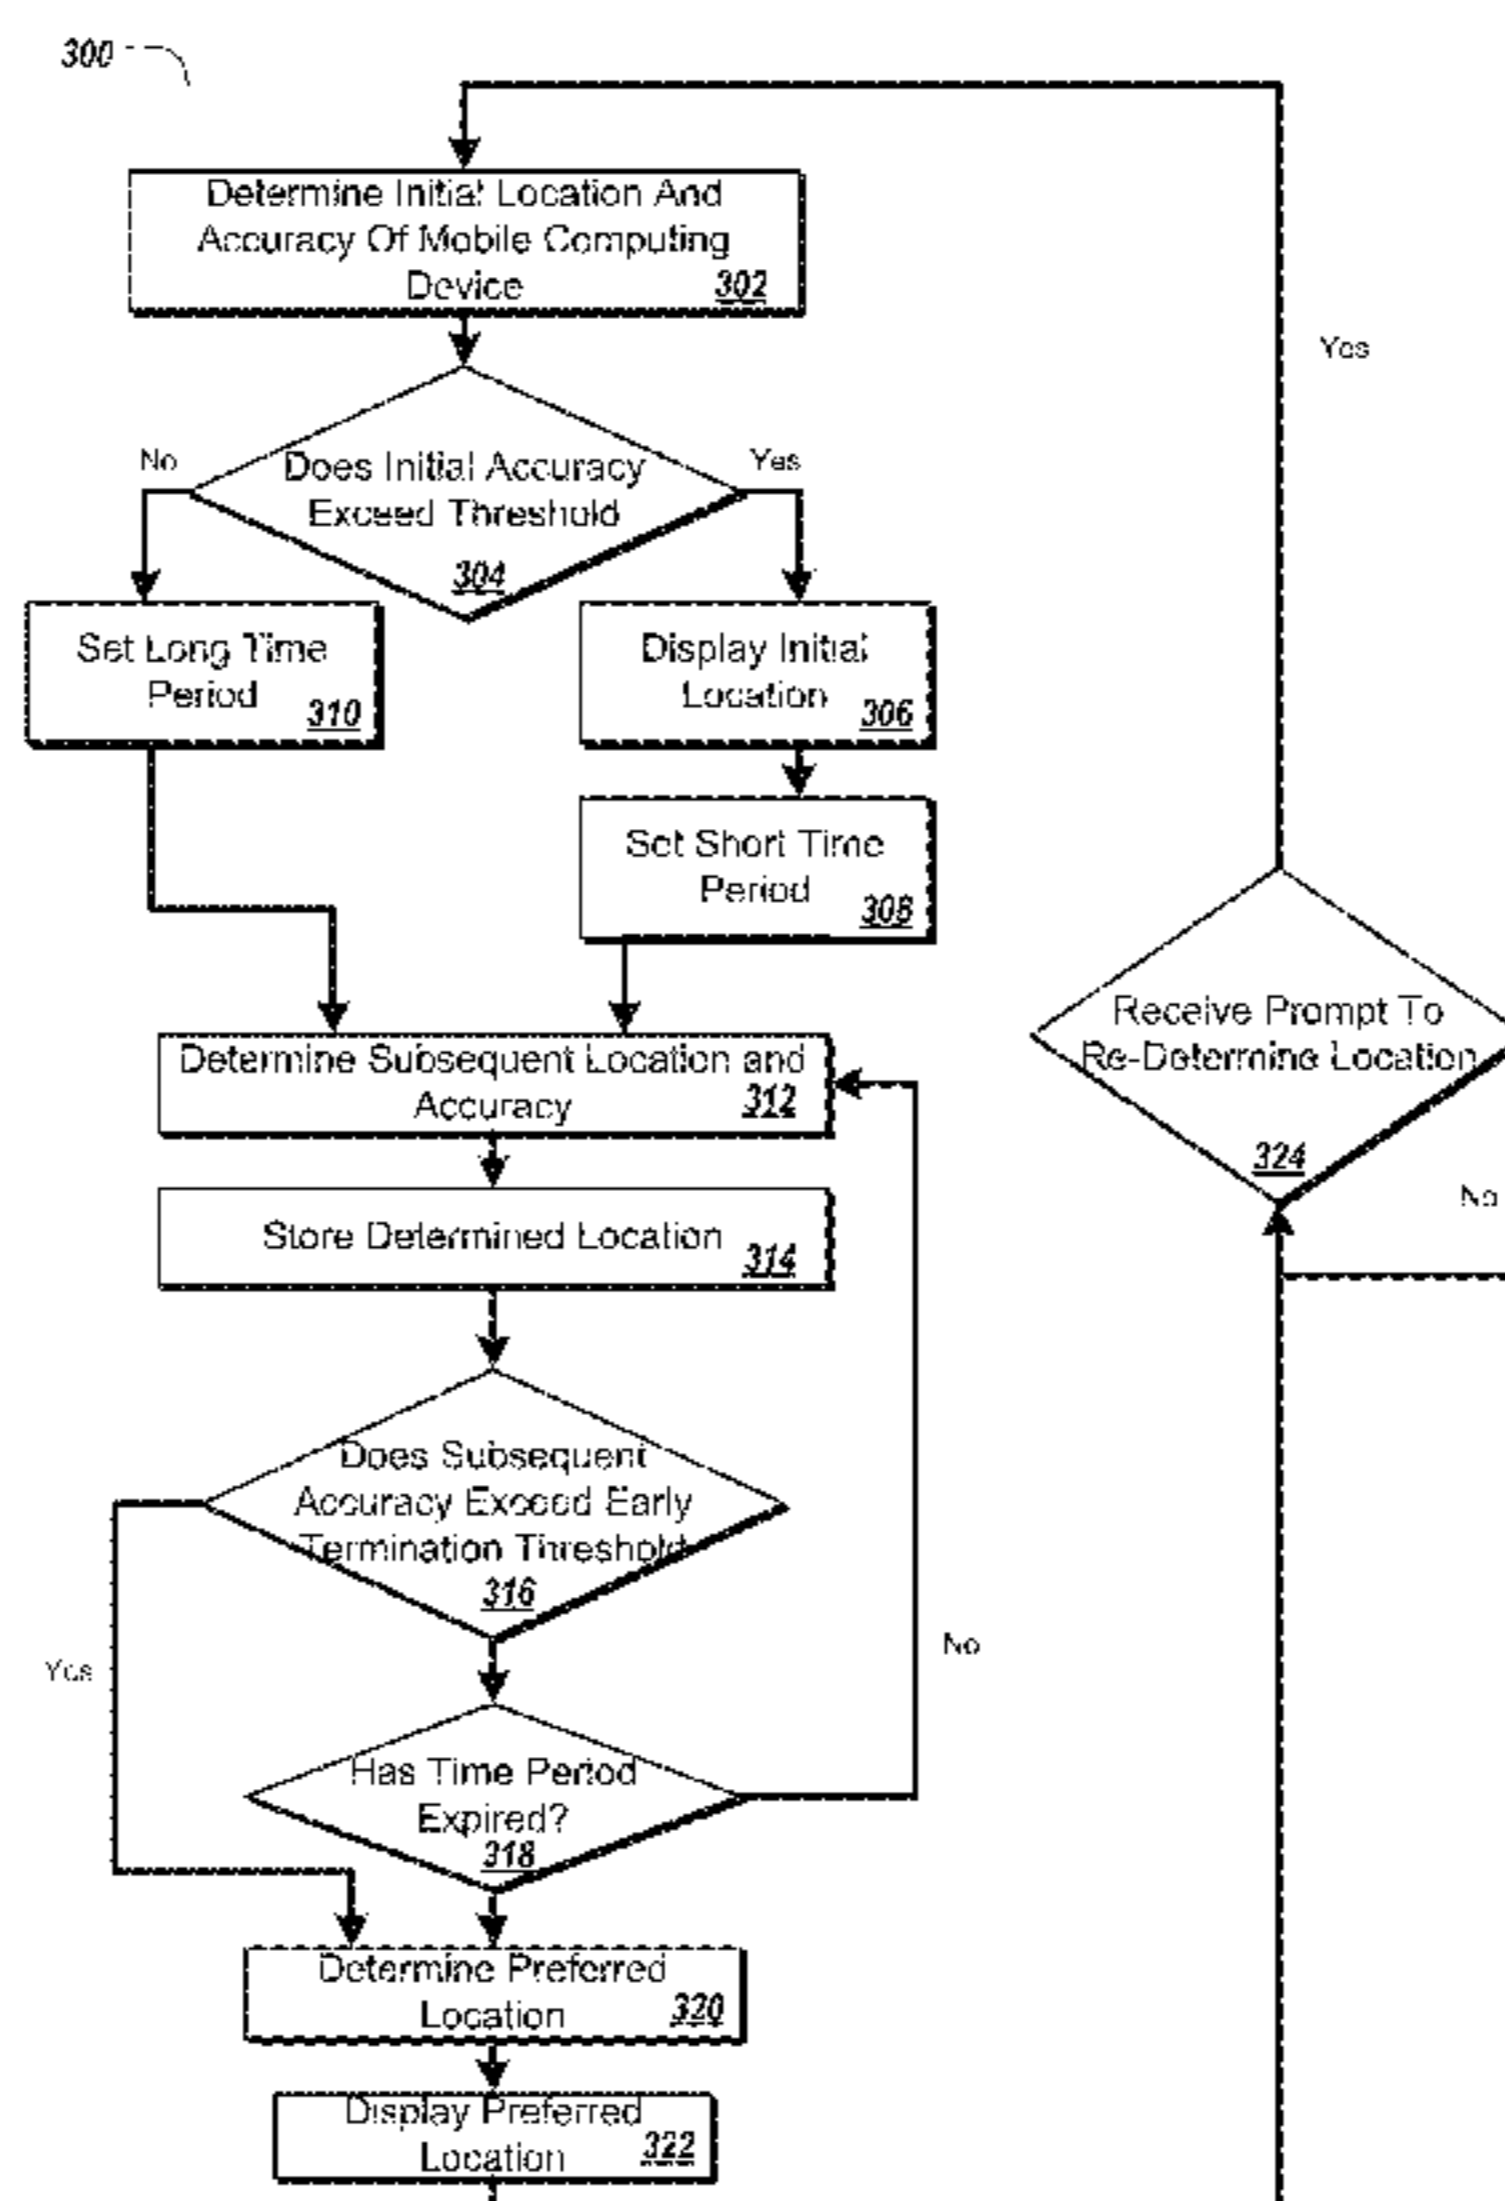 300
Determine Initial Location And
Accuracy Of Mobile Computing
Device
302
Yes
No
Does Initial Accuracy
Exceed Threshold
304
Yes
Set Long Time
Period
310
Display Initial
Location
306
Set Short Time
Period
308
Receive Prompt To
Re-Determine Location
324
No
Determine Subsequent Location and
Accuracy
312
Store Determined Location
314
Does Subsequent
Accuracy Exceed Early
Termination Threshold
316
Yes
No
Has Time Period
Expired?
318
Determine Preferred
Location
320
Display Preferred
Location
322